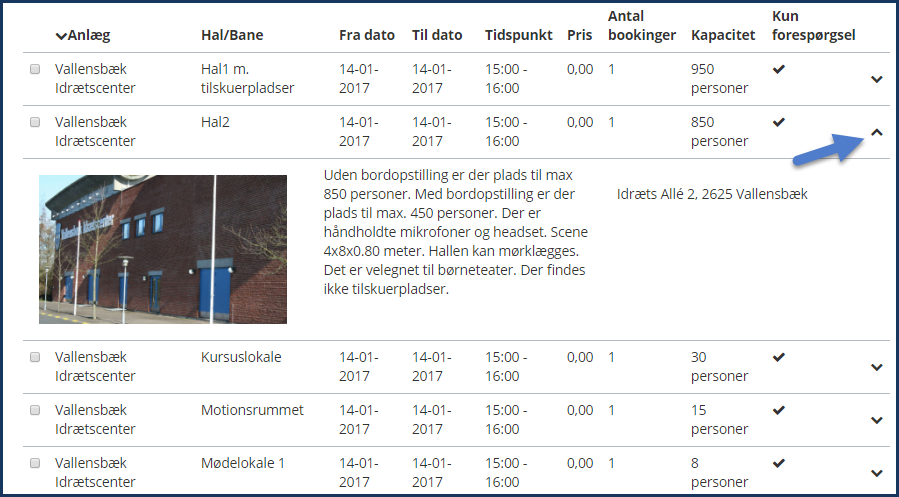 Anlæg Hal/Bane Fra dato Til dato Tidspunkt Pris Antal bookinger Kapacitet Kun forespørgsel
Vallensbæk Hal1 m. 14-01- 14-01- 15:00 - 0,00 1 950
Idrætscenter tilskuerpladser 2017 2017 16:00 personer
Vallensbæk Hal2 14-01- 14-01- 15:00 - 0,00 1 850
Idrætscenter 2017 2017 16:00 personer
Uden bordopstilling er der plads til max
850 personer. Med bordopstilling er der
plads til max. 450 personer. Der er
håndholdte mikrofoner og headset. Scene
4x8x0.80 meter. Hallen kan mørklægges.
Det er velegnet til børneteater. Der findes
ikke tilskuerpladser.
Idræts Allé 2, 2625 Vallensbæk
Vallensbæk Kursuslokale 14-01- 14-01- 15:00 - 0,00 1 30
Idrætscenter 2017 2017 16:00 personer
Vallensbæk Motionsrummet 14-01- 14-01- 15:00 - 0,00 1 15
Idrætscenter 2017 2017 16:00 personer
Vallensbæk Mødelokale 1 14-01- 14-01- 15:00 - 0,00 1 8
Idrætscenter 2017 2017 16:00 personer